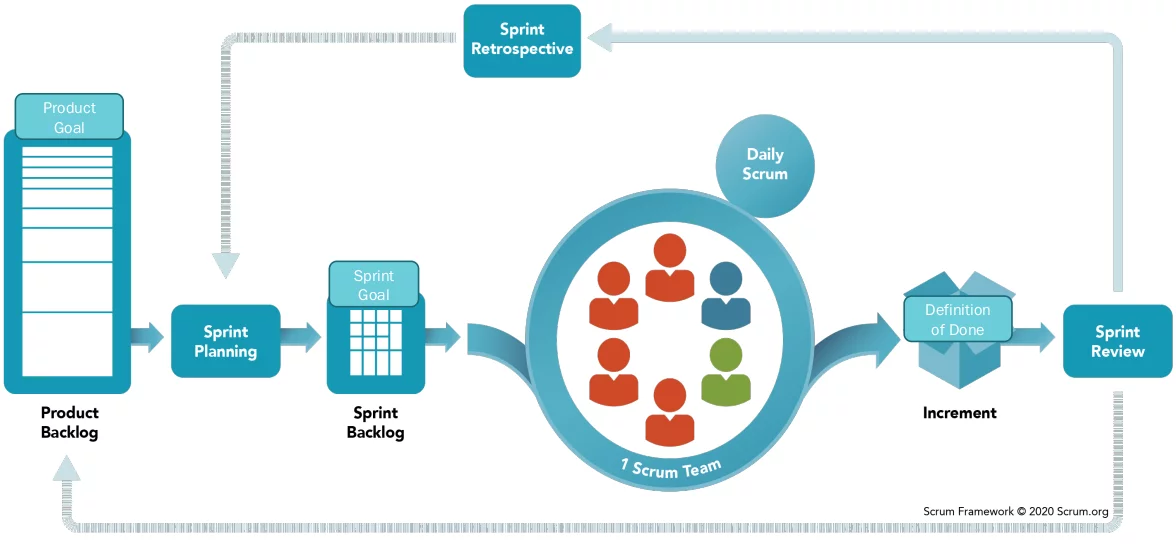 Sprint
Retrospective
Product
Goal
Daily
Scrum
Sprint
Goal
Definition
of Done
Sprint
Planning
Sprint
Review
Product
Backlog
Sprint
Backlog
Increment
1 Scrum Team
Scrum Framework © 2020 Scrum.org